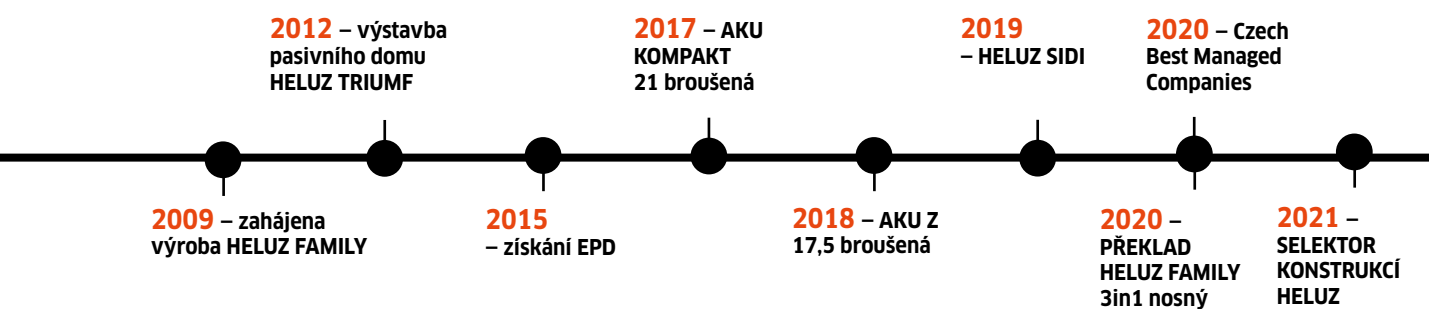 2012 – výstavba
pasivního domu
HELUZ TRIUMF
2017 – AKU
KOMPAKT
21 broušená
2019
– HELUZ SIDI
2020 – Czech
Best Managed
Companies
2009 – zahájena
výroba HELUZ FAMILY
2015
– získání EPD
2018 – AKU Z
17,5 broušená
2020 –
PŘEKLAD
HELUZ FAMILY
3in1 nosný
2021 –
SELEKTOR
KONSTRUKCÍ
HELUZ